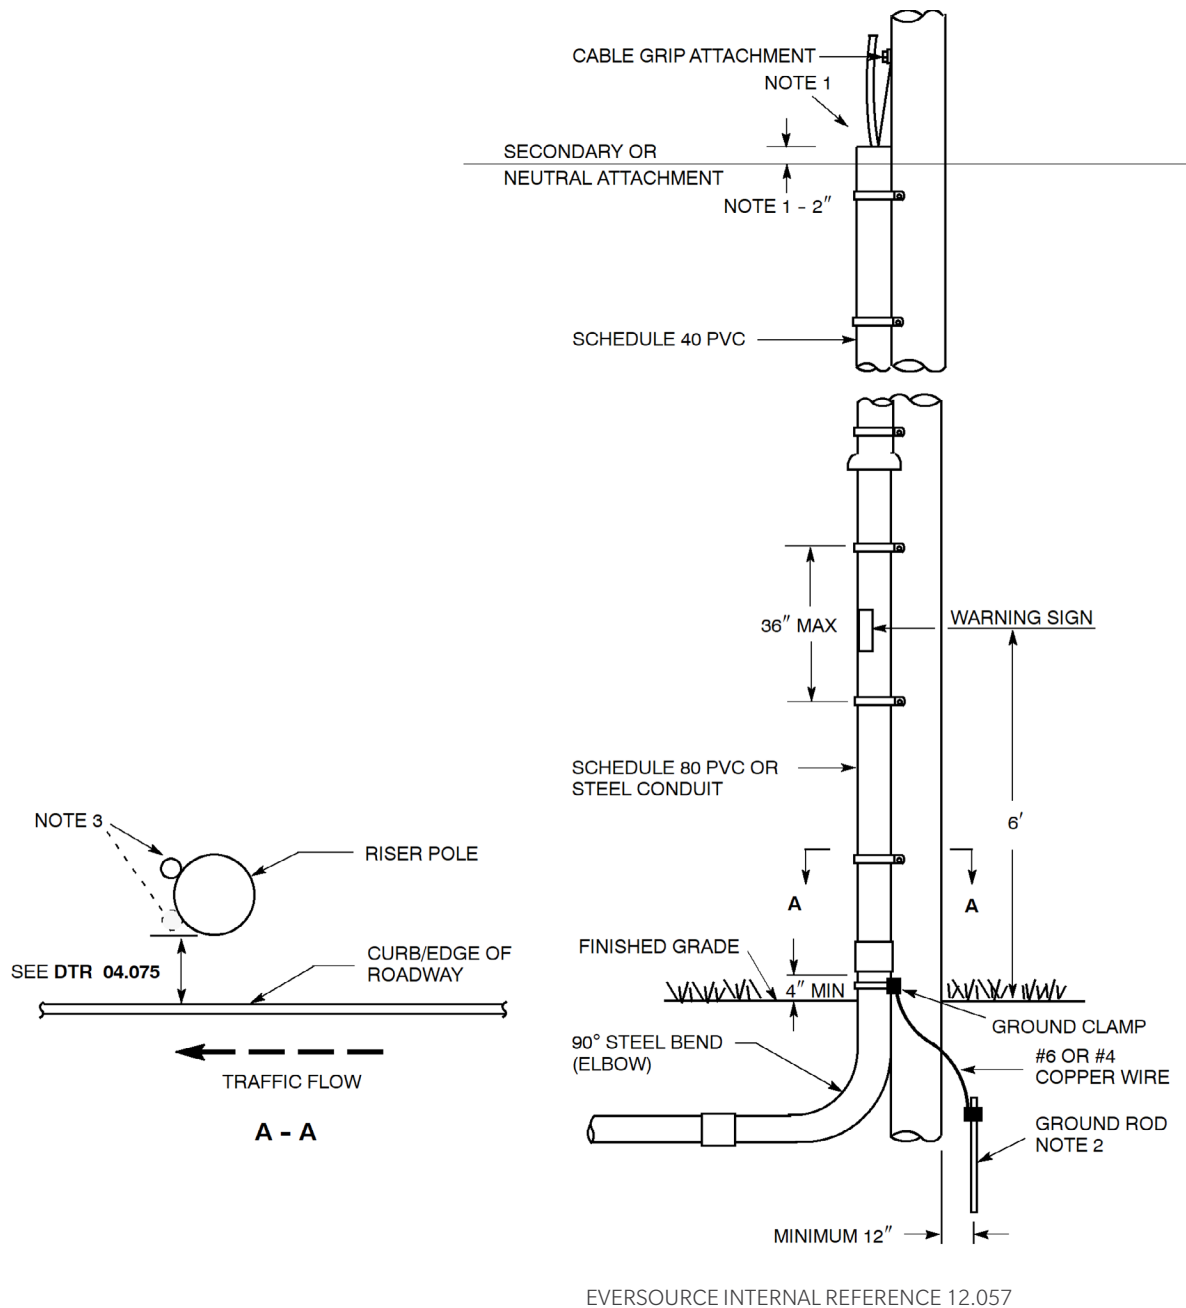 CABLE GRIP ATTACHMENT
NOTE 1
SECONDARY OR
NEUTRAL ATTACHMENT
NOTE 1 - 2"
SCHEDULE 40 PVC
36" MAX
WARNING SIGN
SCHEDULE 80 PVC OR
STEEL CONDUIT
6'
NOTE 3
RISER POLE
A
A
SEE DTR 04.075
CURB/EDGE OF
ROADWAY
FINISHED GRADE
4" MIN
GROUND CLAMP
90° STEEL BEND
(ELBOW)
#6 OR #4
COPPER WIRE
TRAFFIC FLOW
A - A
GROUND ROD
NOTE 2
MINIMUM 12"
EVERSOURCE INTERNAL REFERENCE 12.057